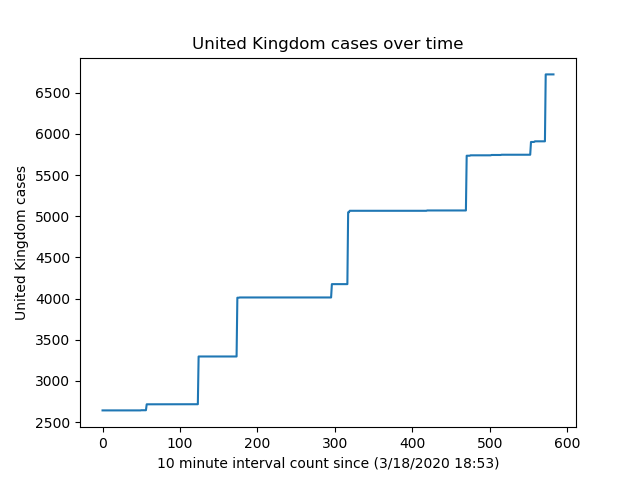 United Kingdom cases over time
6500
6000
5500
5000
4500
4000
3500
3000
2500
United Kingdom cases
0 100 200 300 400 500 600
10 minute interval count since (3/18/2020 18:53)